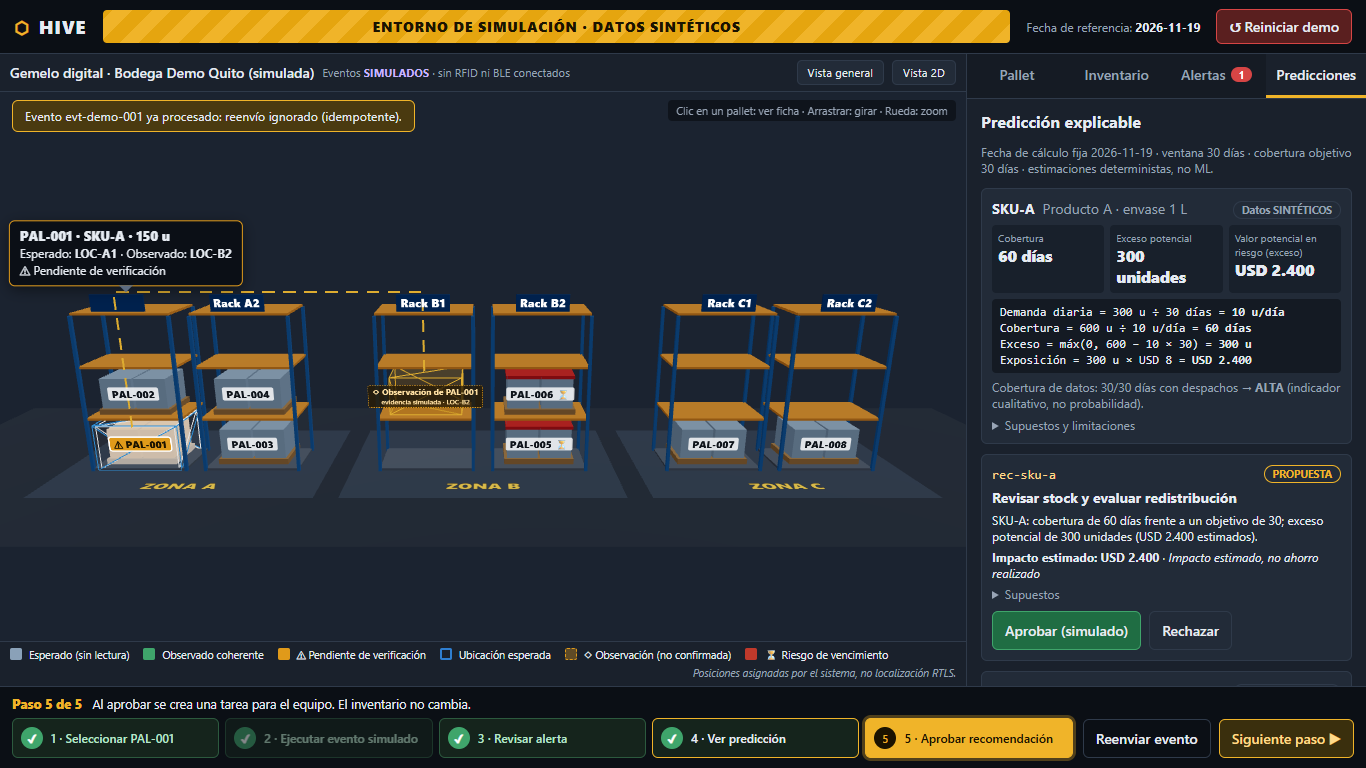 HIVE
ENTORNO DE SIMULACIÓN · DATOS SINTÉTICOS
Fecha de referencia: 2026-11-19
↺ Reiniciar demo
Gemelo digital · Bodega Demo Quito (simulada)
Eventos SIMULADOS · sin RFID ni BLE conectados
Vista general
Vista 2D
Evento evt-demo-001 ya procesado: reenvío ignorado (idempotente).
Clic en un pallet: ver ficha · Arrastrar: girar · Rueda: zoom
PAL-001 · SKU-A · 150 u
Esperado: LOC-A1 · Observado: LOC-B2
⚠ Pendiente de verificación
Rack A2
Rack B1
Rack B2
Rack C1
Rack C2
PAL-002
PAL-004
◇ Observación de PAL-001
evidencia simulada · LOC-B2
PAL-006 ⌛
⚠ PAL-001
PAL-003
PAL-005 ⌛
PAL-007
PAL-008
ZONA A
ZONA B
ZONA C
Esperado (sin lectura)
Observado coherente
⚠ Pendiente de verificación
Ubicación esperada
◇ Observación (no confirmada)
⌛ Riesgo de vencimiento
Posiciones asignadas por el sistema, no localización RTLS.
Pallet
Inventario
Alertas 1
Predicciones
Predicción explicable
Fecha de cálculo fija 2026-11-19 · ventana 30 días · cobertura objetivo
30 días · estimaciones deterministas, no ML.
SKU-A Producto A · envase 1 L
Datos SINTÉTICOS
Cobertura
60 días
Exceso potencial
300
unidades
Valor potencial en
riesgo (exceso)
USD 2.400
Demanda diaria = 300 u ÷ 30 días = 10 u/día
Cobertura = 600 u ÷ 10 u/día = 60 días
Exceso = máx(0, 600 − 10 × 30) = 300 u
Exposición = 300 u × USD 8 = USD 2.400
Cobertura de datos: 30/30 días con despachos → ALTA (indicador
cualitativo, no probabilidad).
▶ Supuestos y limitaciones
rec-sku-a
PROPUESTA
Revisar stock y evaluar redistribución
SKU-A: cobertura de 60 días frente a un objetivo de 30; exceso
potencial de 300 unidades (USD 2.400 estimados).
Impacto estimado: USD 2.400 · Impacto estimado, no ahorro
realizado
▶ Supuestos
Aprobar (simulado)
Rechazar
Paso 5 de 5 Al aprobar se crea una tarea para el equipo. El inventario no cambia.
✓ 1 · Seleccionar PAL-001
✓ 2 · Ejecutar evento simulado
✓ 3 · Revisar alerta
✓ 4 · Ver predicción
5 5 · Aprobar recomendación
Reenviar evento
Siguiente paso ▶